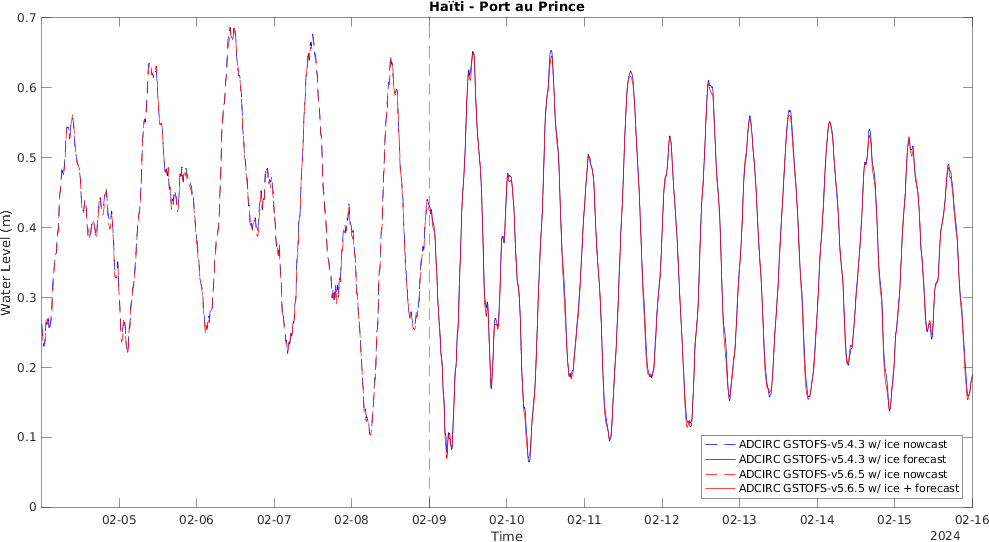 Haïti - Port au Prince
Water Level (m)
0.7
0.6
0.5
0.4
0.3
0.2
0.1
0
ADCIRC GSTOFS-v5.4.3 w/ ice nowcast
ADCIRC GSTOFS-v5.4.3 w/ ice forecast
ADCIRC GSTOFS-v5.6.5 w/ ice nowcast
ADCIRC GSTOFS-v5.6.5 w/ ice + forecast
02-05 02-06 02-07 02-08 02-09 02-10 02-11 02-12 02-13 02-14 02-15 02-16
Time
2024